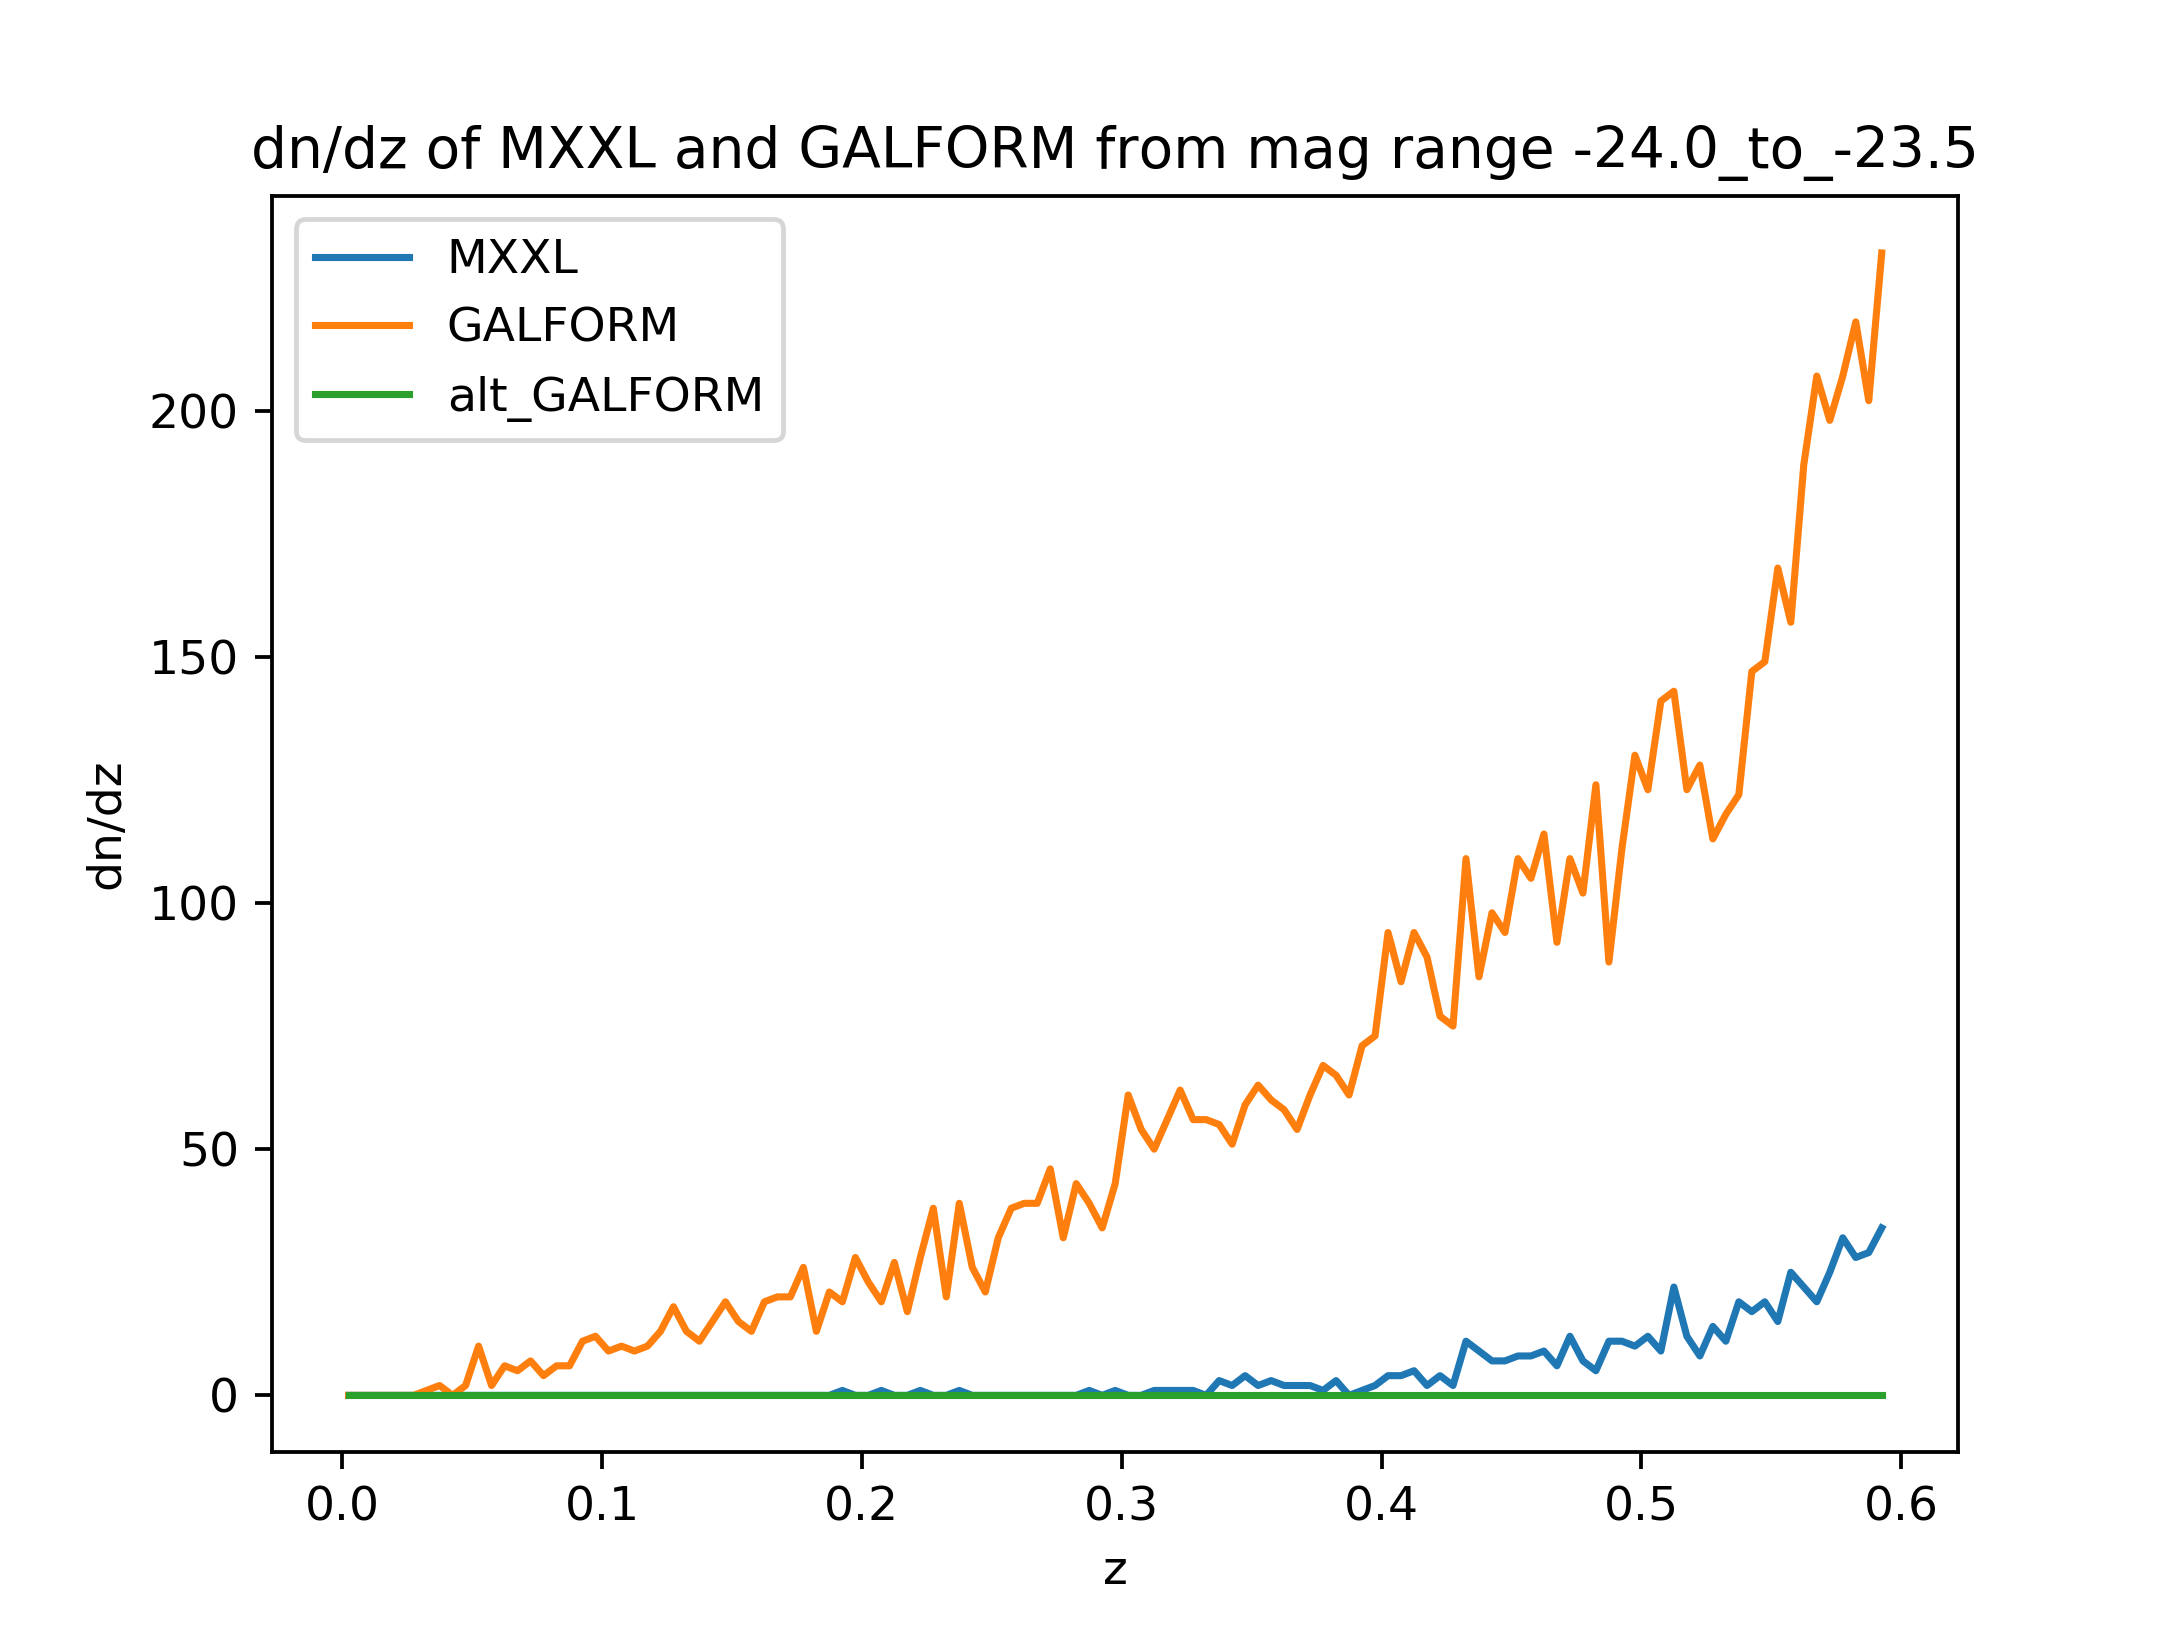 dn/dz of MXXL and GALFORM from mag range -24.0_to_-23.5
MXXL
GALFORM
alt_GALFORM
200
150
100
50
0
dn/dz
0.0 0.1 0.2 0.3 0.4 0.5 0.6
z